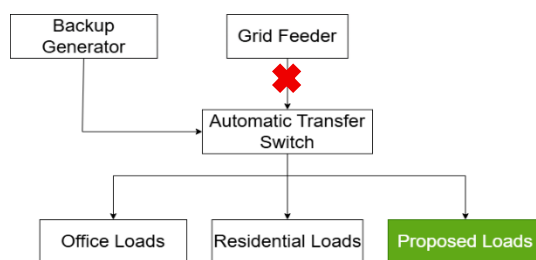 Backup
Generator
Grid Feeder
Automatic Transfer
Switch
Office Loads
Residential Loads
Proposed Loads